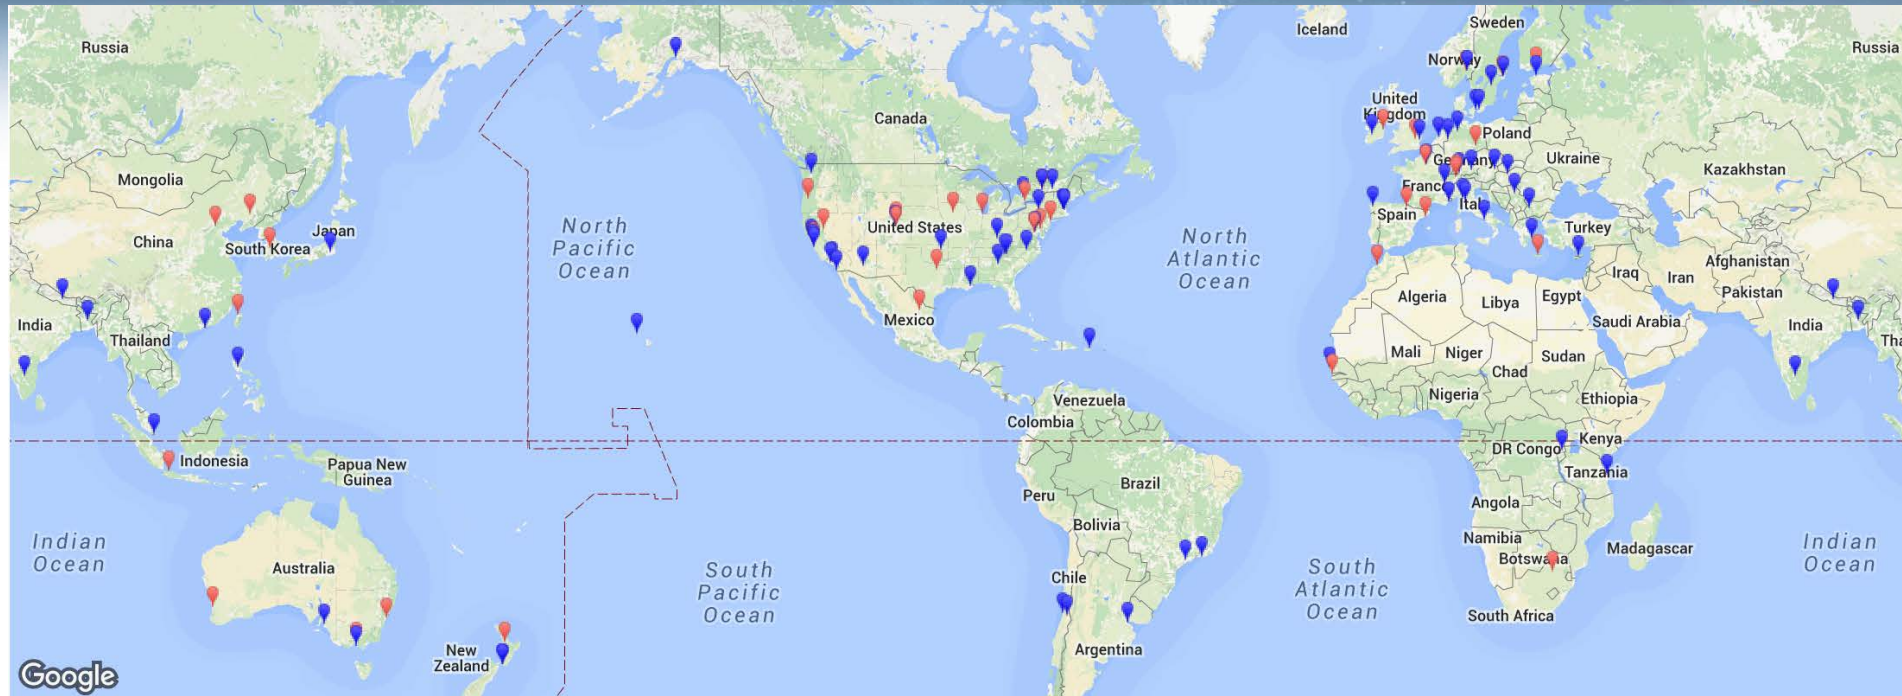 Sweden
Iceland
Russia
Russia
Norway
United
Kingdom
Canada
Poland
Mongolia
Germany
Ukraine
Kazakhstan
France
North
Pacific
Ocean
Ital
Spain
United States
Turkey
China
South Korea
Japan
North
Atlantic
Ocean
Afghanistan
Iraq
Iran
Pakistan
Algeria
Libya
Egypt
India
Mexico
Saudi Arabia
India
Thailand
Tha
Mali
Niger
Sudan
Chad
Nigeria
Ethiopia
Venezuela
Colombia
Kenya
DR Congo
Indonesia
Papua New
Guinea
Tanzania
Brazil
Peru
Angola
Bolivia
Indian
Ocean
Namibia
Botswana
Madagascar
Indian
Ocean
Australia
South
Pacific
Ocean
Chile
South
Atlantic
Ocean
South Africa
New
Zealand
Argentina
Google